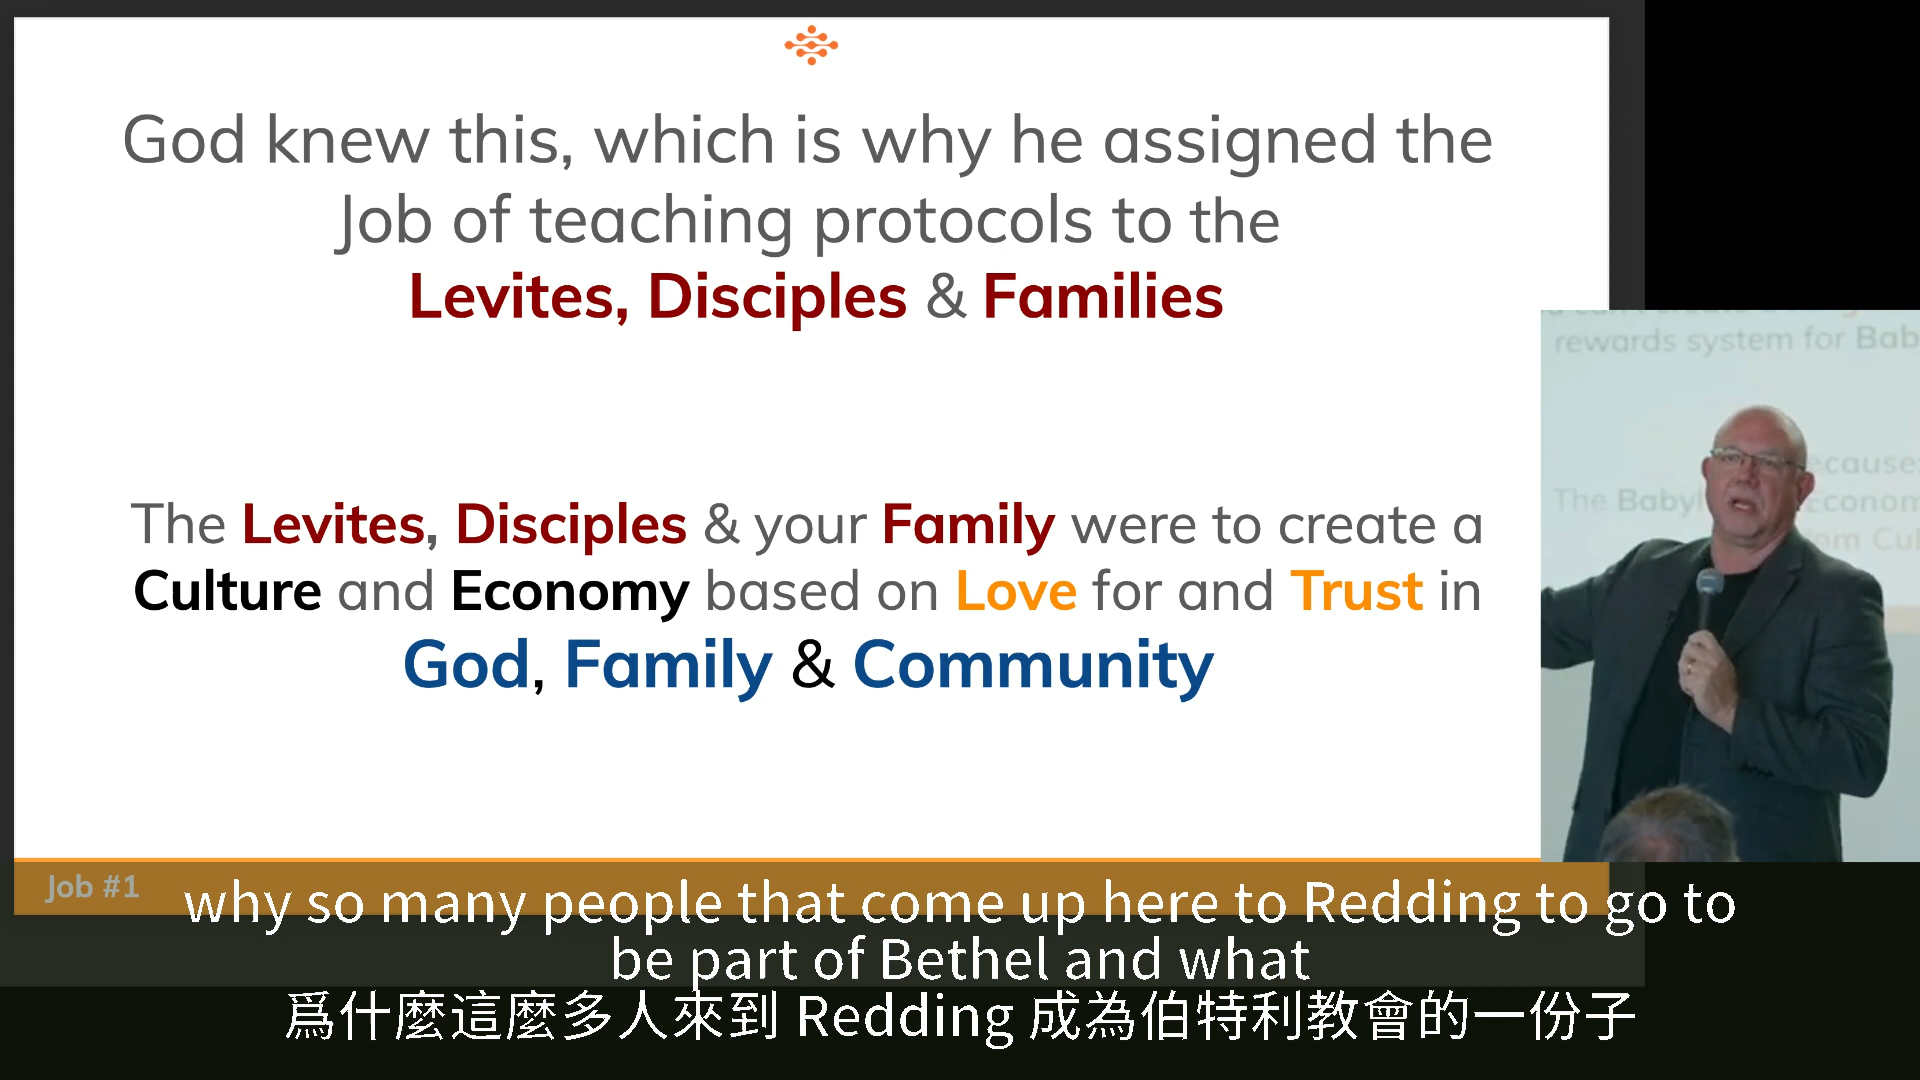 God knew this, which is why he assigned the
Job of teaching protocols to the
Levites, Disciples & Families
The Levites, Disciples & your Family were to create a
Culture and Economy based on Love for and Trust in
God, Family & Community
rewards system for Bab
ecause
The Babyl Econom
om Cul
Job #1
why so many people that come up here to Redding to go to
be part of Bethel and what
爲什麼這麼多人來到 Redding 成為伯特利教會的一份子